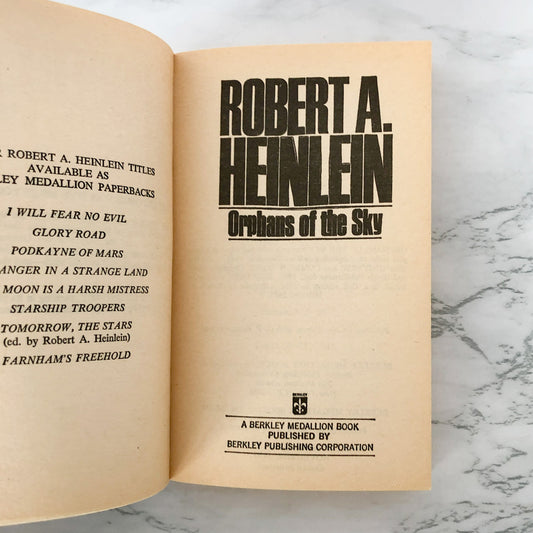 ROBERT A. HEINLEIN TITLES
AVAILABLE AS
MEDALLION PAPERBACKS
I WILL FEAR NO EVIL
GLORY ROAD
PODKAYNE OF MARS
IN A STRANGE LAND
MOON IS A HARSH MISTRESS
STARSHIP TROOPERS
TOMORROW, THE STARS
(ed. by Robert A. Heinlein)
FARNHAM'S FREEHOLD
ROBERT A.
HEINLEIN
Orphans of the Sky
BERKLEY
A BERKLEY MEDALLION BOOK
PUBLISHED BY
BERKLEY PUBLISHING CORPORATION